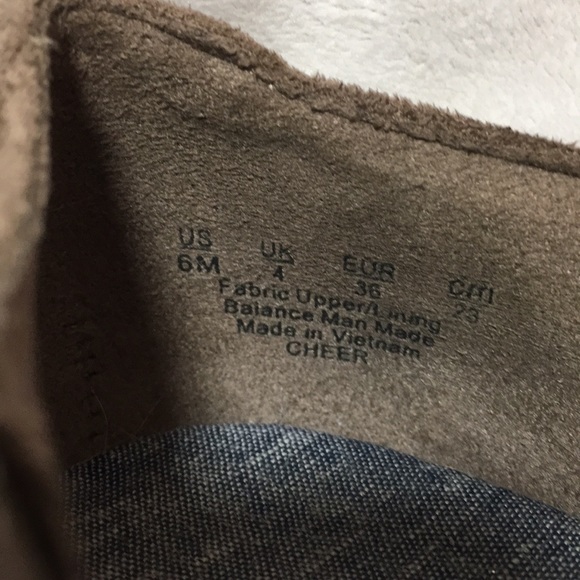 US UK EUR Cm
6M 4 36 23
Fabric Upper/Lining
Balance Man Made
Made in Vietnam
CHEER